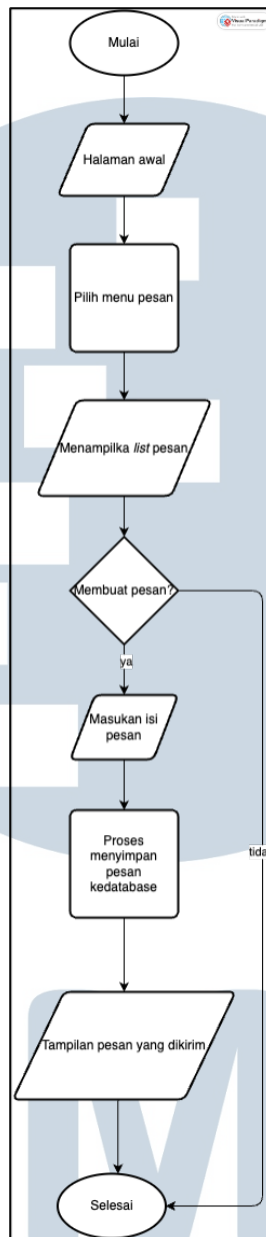 Mulai
Halaman awal
Pilih menu pesan
Menampilka list pesan
Membuat pesan?
ya
Masukan isi
pesan
Proses
menyimpan
pesan
kedatabase
tida
Tampilan pesan yang dikirim
Selesai